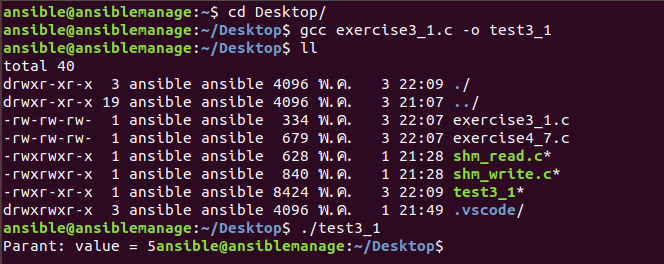 ansible@ansiblemanage:~$ cd Desktop/
ansible@ansiblemanage:~/Desktop$ gcc exercise3_1.c -o test3_1
ansible@ansiblemanage:~/Desktop$ ll
total 40
drwxr-xr-x  3 ansible ansible 4096 พ.ค.   3 22:09 ./
drwxr-xr-x 19 ansible ansible 4096 พ.ค.   3 21:07 ../
-rw-rw-rw-  1 ansible ansible  334 พ.ค.   3 22:07 exercise3_1.c
-rw-rw-rw-  1 ansible ansible  679 พ.ค.   3 22:07 exercise4_7.c
-rwxrwxr-x  1 ansible ansible  628 พ.ค.   1 21:28 shm_read.c*
-rwxrwxr-x  1 ansible ansible  840 พ.ค.   1 21:28 shm_write.c*
-rwxr-xr-x  1 ansible ansible 8424 พ.ค.   3 22:09 test3_1*
drwxrwxr-x  3 ansible ansible 4096 พ.ค.   1 21:49 .vscode/
ansible@ansiblemanage:~/Desktop$ ./test3_1
Parant: value = 5ansible@ansiblemanage:~/Desktop$